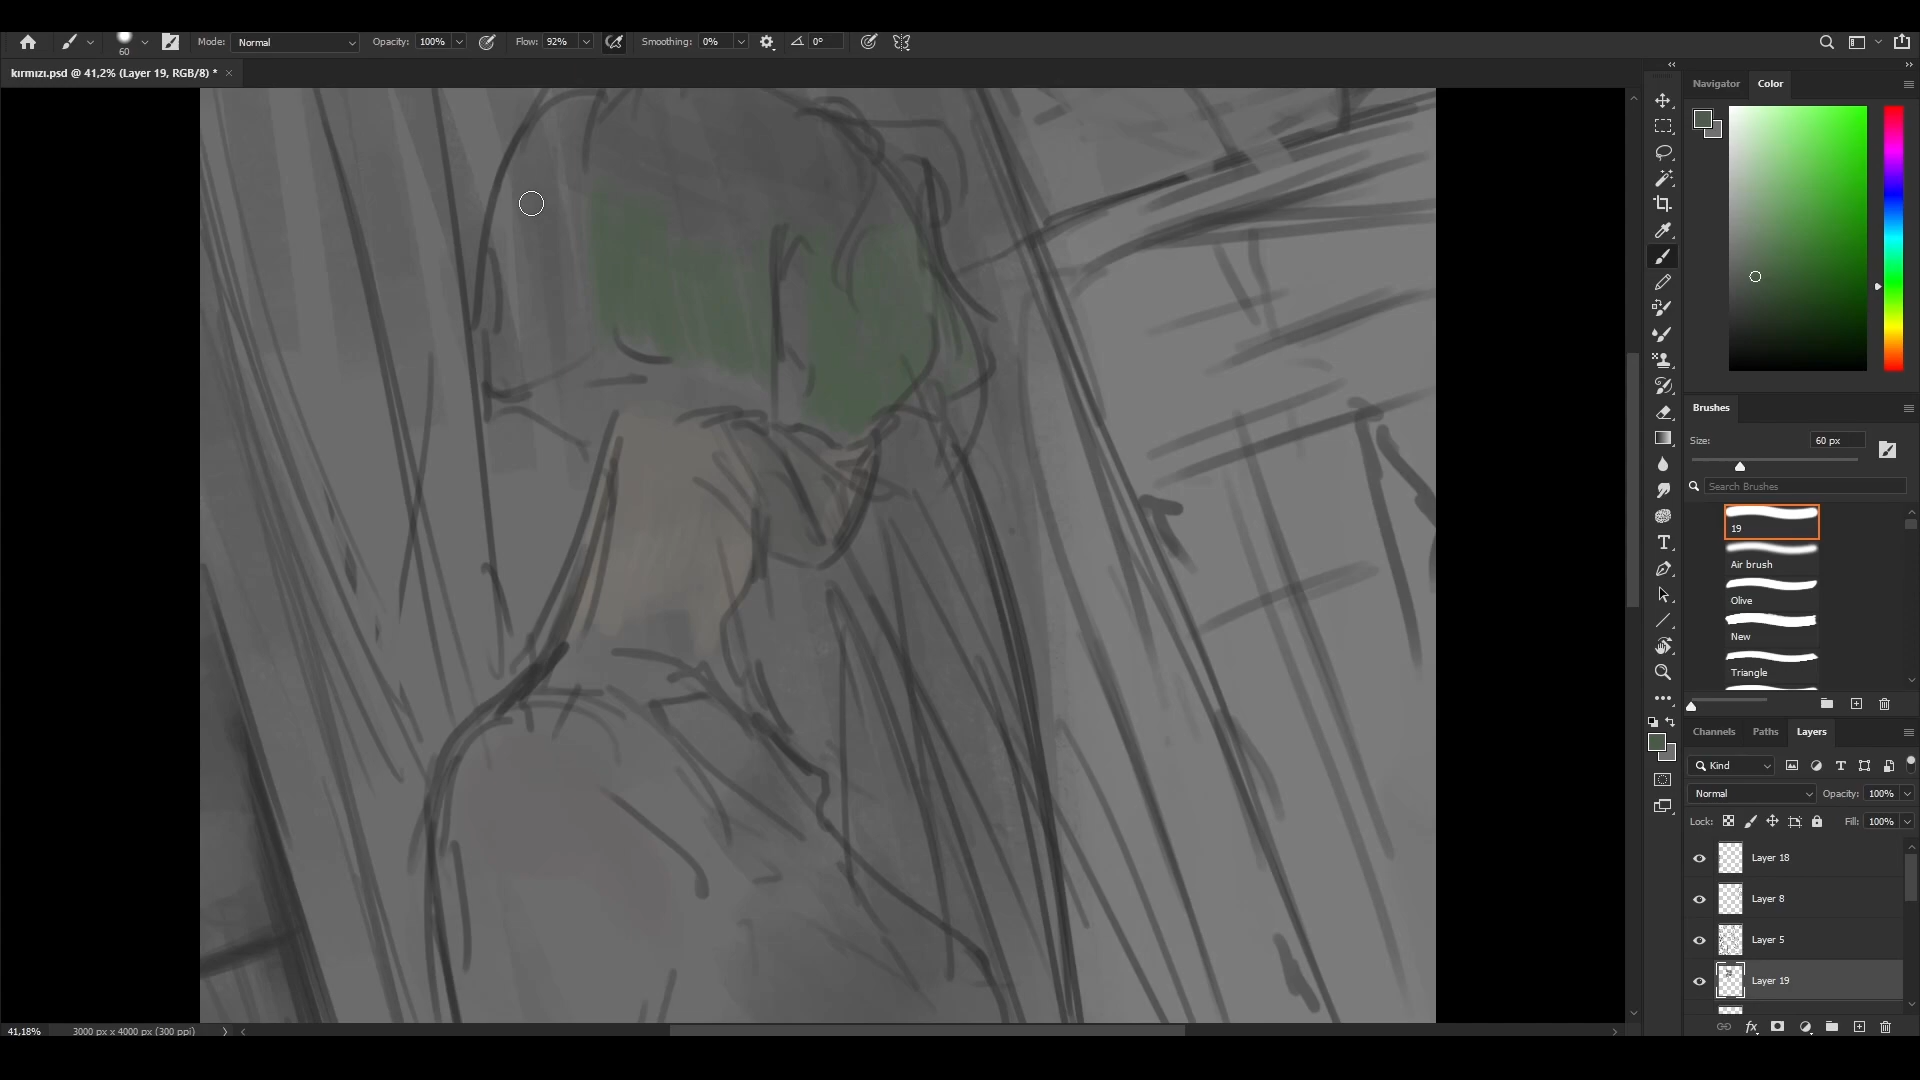 Mode: Normal Opacity: 100% Flow: 92% Smoothing: 0% 0°
60
kırmızı.psd @ 41,2% (Layer 19, RGB/8) *
Navigator Color
Brushes
Size: 60 px
Search Brushes
19
Air brush
Olive
New
Triangle
Channels Paths Layers
Kind
Normal Opacity: 100%
Lock: Fill: 100%
Layer 18
Layer 8
Layer 5
Layer 19
41,18% 3000 px x 4000 px (300 ppi)